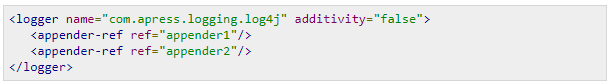 <logger name="com.apress.logging.log4j" additivity="false">
   <appender-ref ref="appender1"/>
   <appender-ref ref="appender2"/>
</logger>